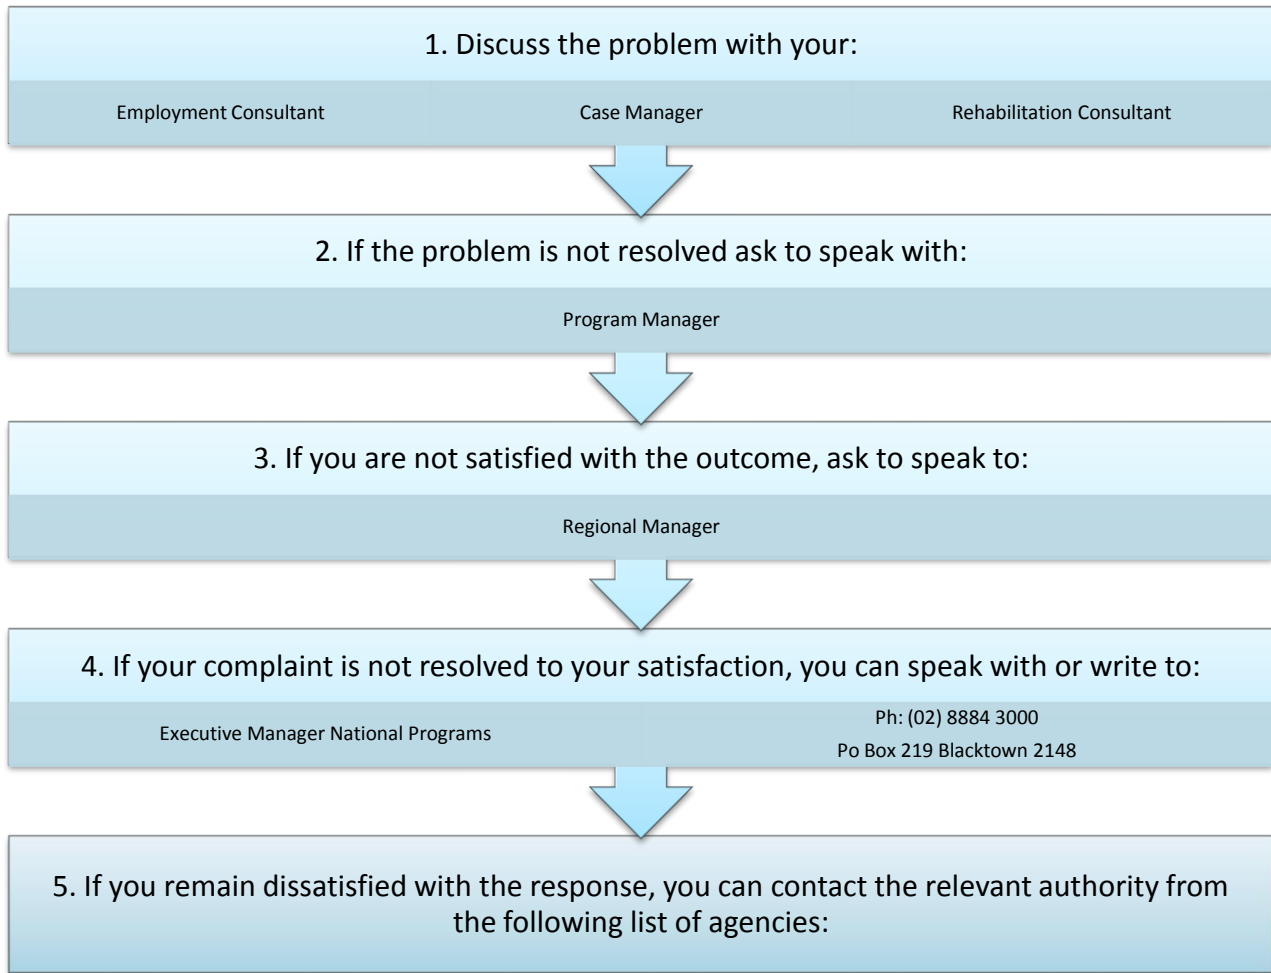 1. Discuss the problem with your:
Employment Consultant
Case Manager
Rehabilitation Consultant
2. If the problem is not resolved ask to speak with:
Program Manager
3. If you are not satisfied with the outcome, ask to speak to:
Regional Manager
4. If your complaint is not resolved to your satisfaction, you can speak with or write to:
Executive Manager National Programs
Ph: (02) 8884 3000
Po Box 219 Blacktown 2148
5. If you remain dissatisfied with the response, you can contact the relevant authority from
the following list of agencies: